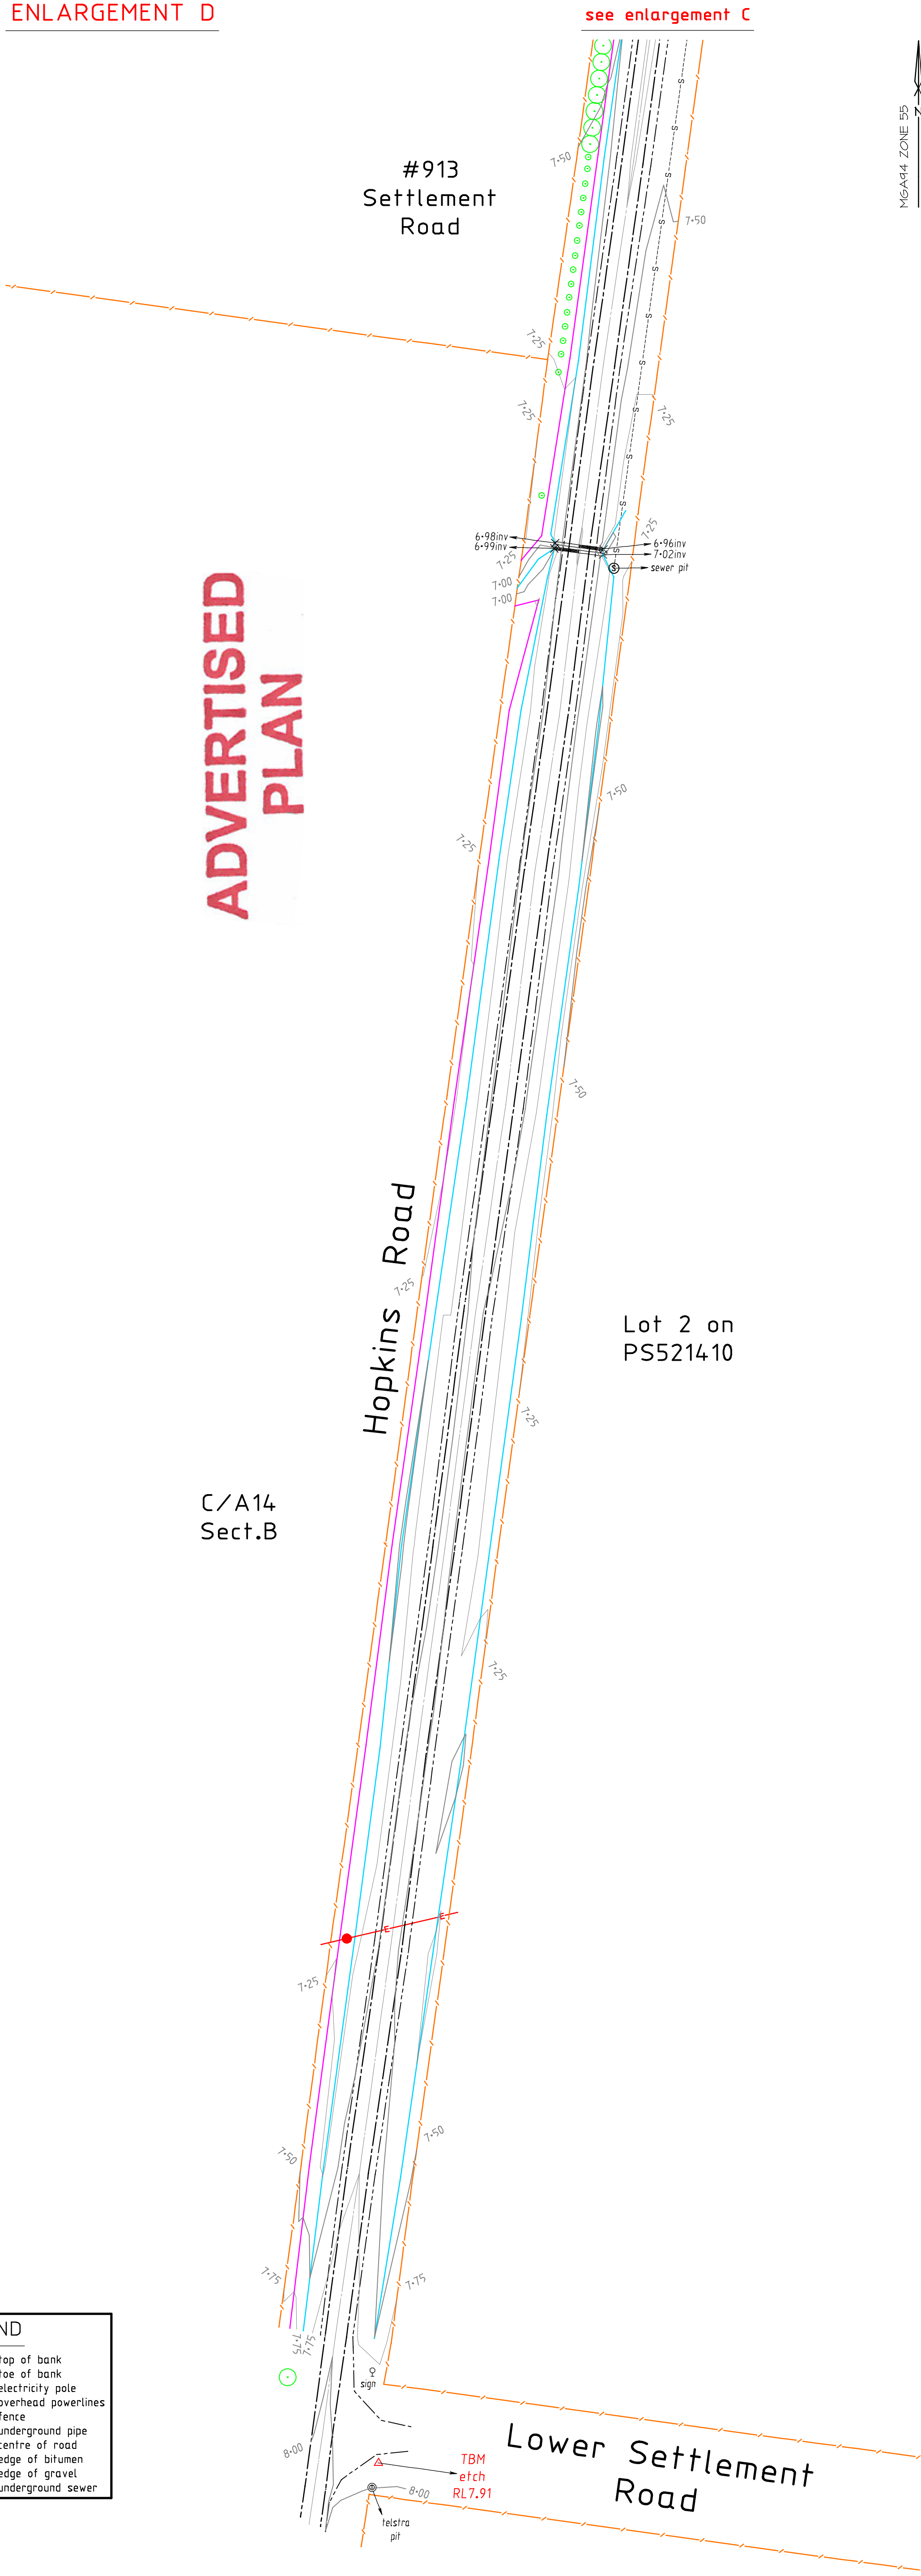 ENLARGEMENT D
see enlargement C
MGA94 ZONE 55
N
#913
Settlement
Road
7·50
7·50
7·25
7·25
7·25
7·25
6·98inv
6·99inv
6·96inv
7·02inv
sewer pit
7·25
7·00
7·00
ADVERTISED
PLAN
7·50
7·25
7·50
Hopkins Road
7·25
Lot 2 on
PS521410
7·25
C/A14
Sect.B
7·25
E
E
7·25
7·50
7·50
7·75
7·75
7·75
7·75
ND
top of bank
toe of bank
electricity pole
overhead powerlines
fence
underground pipe
centre of road
edge of bitumen
edge of gravel
underground sewer
sign
8·00
Lower Settlement
Road
TBM
etch
RL7.91
8·00
telstra
pit